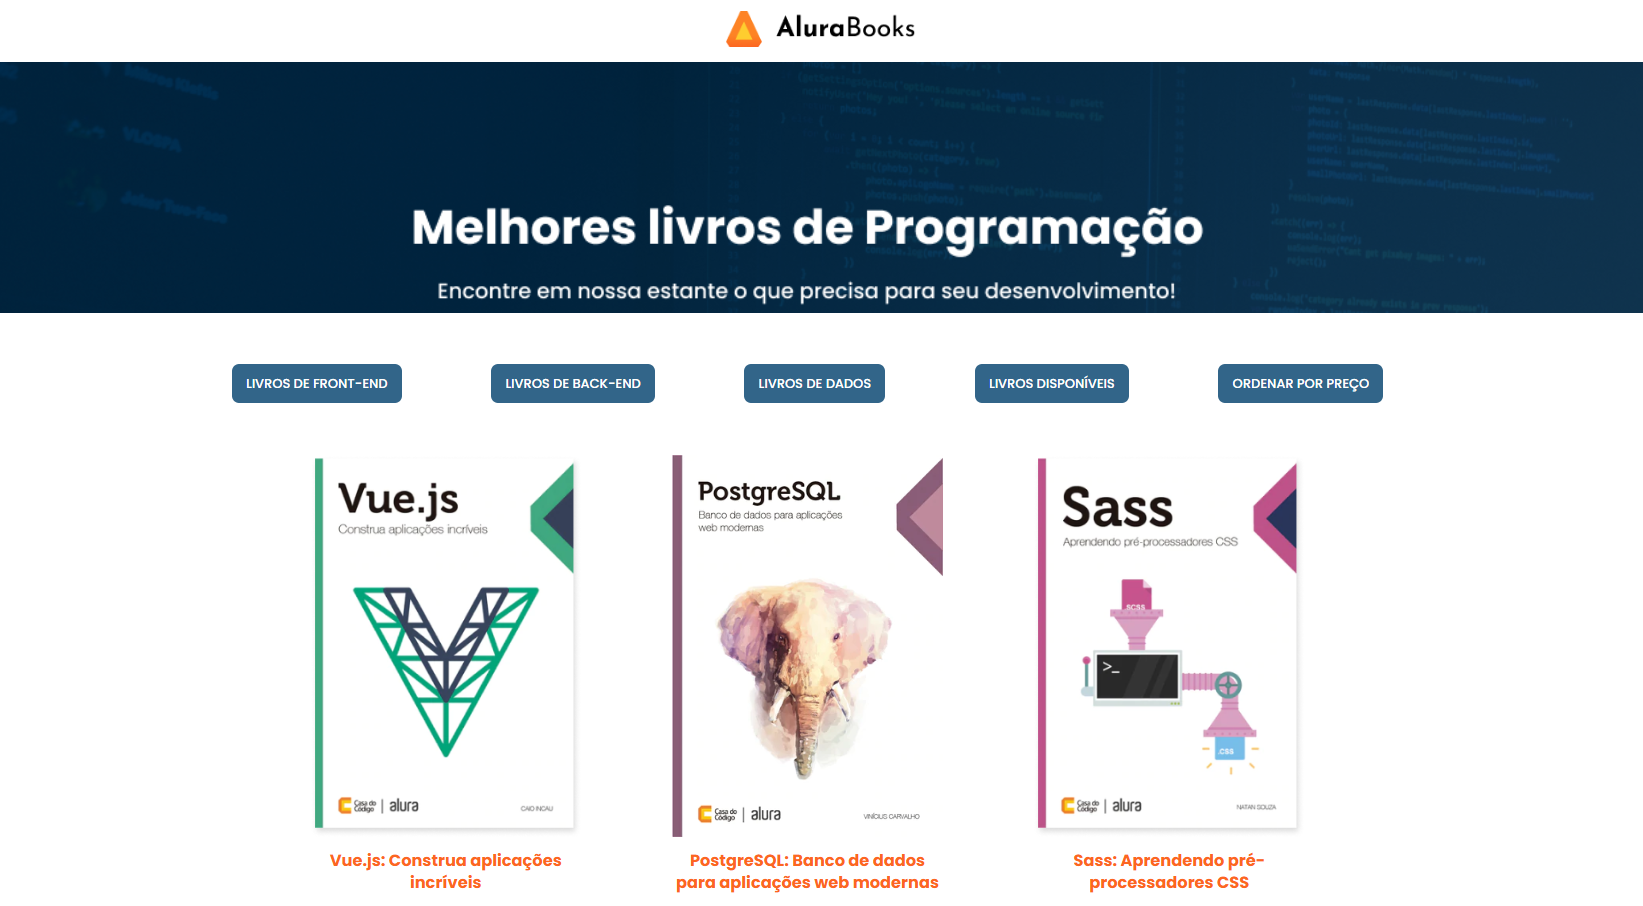 AluraBooks
Melhores livros de Programação
Encontre em nossa estante o que precisa para seu desenvolvimento!
LIVROS DE FRONT-END
LIVROS DE BACK-END
LIVROS DE DADOS
LIVROS DISPONÍVEIS
ORDENAR POR PREÇO
Vue.js
Construa aplicações incríveis
Casa do
Código
alura
CAIO INCAU
PostgreSQL
Banco de dados para aplicações
web modernas
Casa do
Código
alura
VINÍCIUS CARVALHO
Sass
Aprendendo pré-processadores CSS
SCSS
>_
.CSS
Casa do
Código
alura
NATAN SOUZA
Vue.js: Construa aplicações
incríveis
PostgreSQL: Banco de dados
para aplicações web modernas
Sass: Aprendendo pré-
processadores CSS